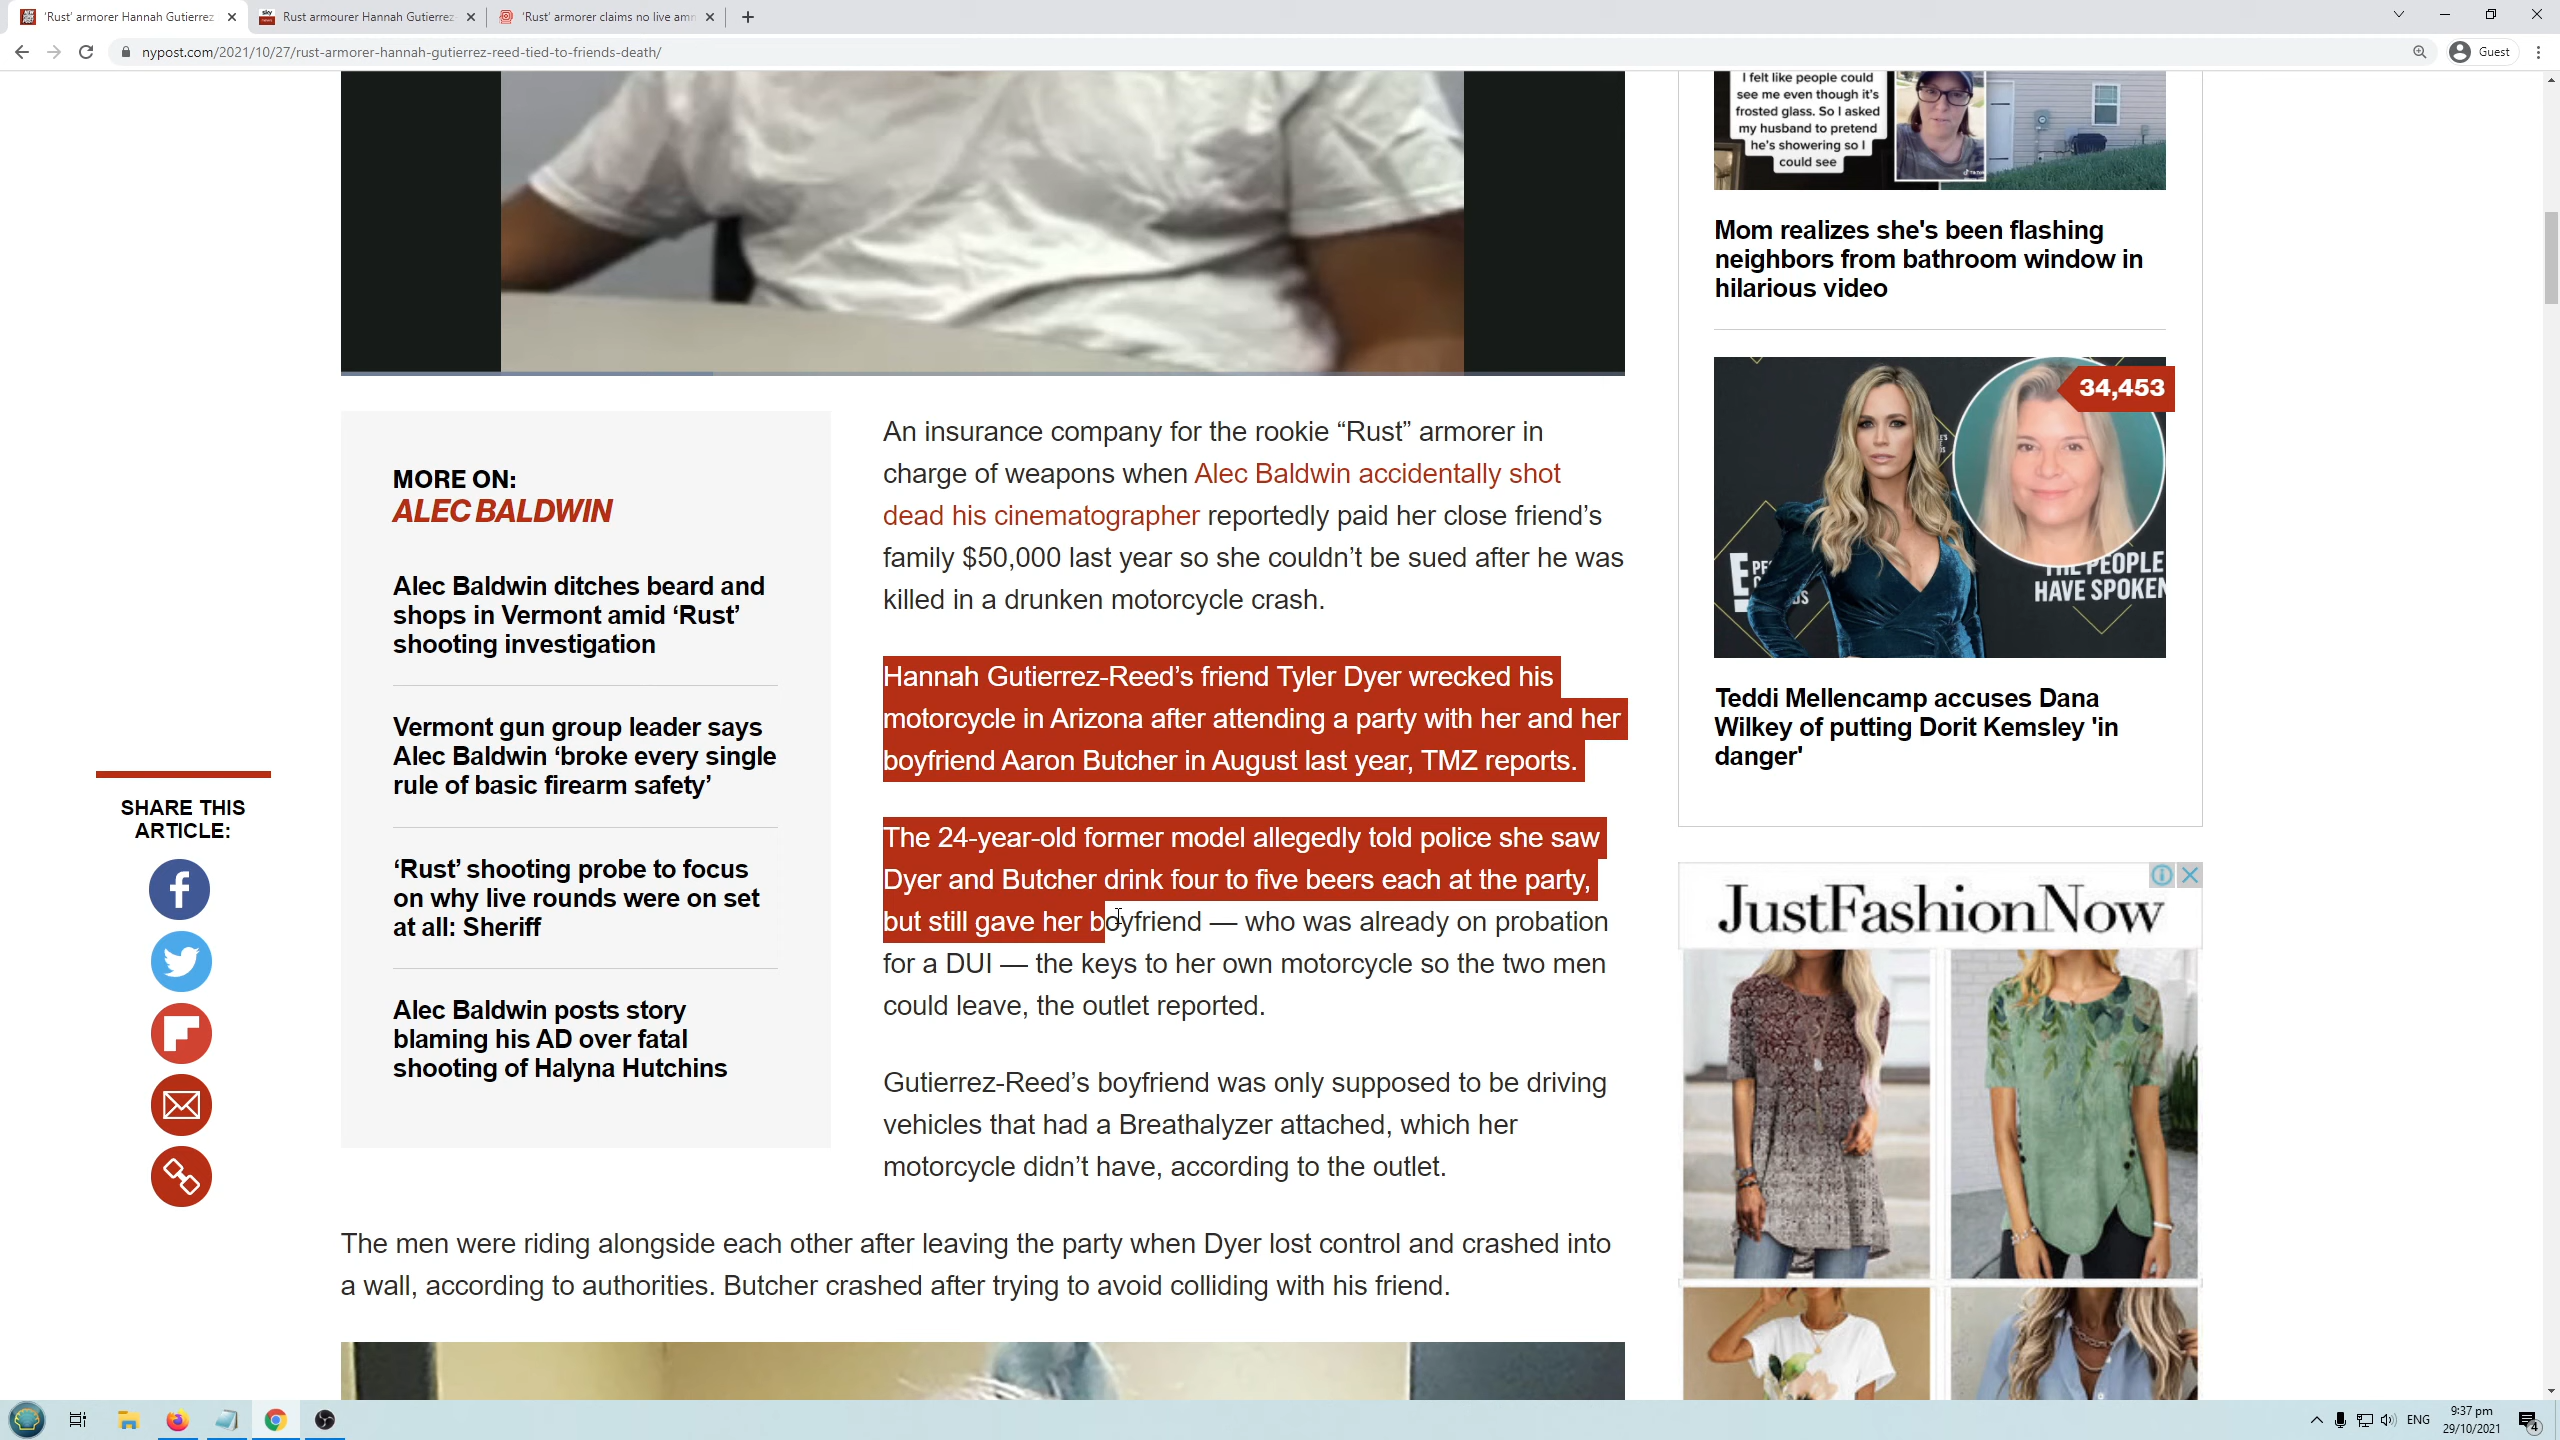 'Rust' armorer Hannah Gutierrez
Rust armourer Hannah Gutierrez-
'Rust' armorer claims no live amm
nypost.com/2021/10/27/rust-armorer-hannah-gutierrez-reed-tied-to-friends-death/
Guest
SHARE THIS
ARTICLE:
MORE ON:
ALEC BALDWIN
Alec Baldwin ditches beard and
shops in Vermont amid ‘Rust’
shooting investigation
Vermont gun group leader says
Alec Baldwin ‘broke every single
rule of basic firearm safety’
‘Rust’ shooting probe to focus
on why live rounds were on set
at all: Sheriff
Alec Baldwin posts story
blaming his AD over fatal
shooting of Halyna Hutchins
An insurance company for the rookie “Rust” armorer in
charge of weapons when Alec Baldwin accidentally shot
dead his cinematographer reportedly paid her close friend’s
family $50,000 last year so she couldn’t be sued after he was
killed in a drunken motorcycle crash.
Hannah Gutierrez-Reed’s friend Tyler Dyer wrecked his
motorcycle in Arizona after attending a party with her and her
boyfriend Aaron Butcher in August last year, TMZ reports.
The 24-year-old former model allegedly told police she saw
Dyer and Butcher drink four to five beers each at the party,
but still gave her boyfriend — who was already on probation
for a DUI — the keys to her own motorcycle so the two men
could leave, the outlet reported.
Gutierrez-Reed’s boyfriend was only supposed to be driving
vehicles that had a Breathalyzer attached, which her
motorcycle didn’t have, according to the outlet.
The men were riding alongside each other after leaving the party when Dyer lost control and crashed into
a wall, according to authorities. Butcher crashed after trying to avoid colliding with his friend.
I felt like people could
see me even though it's
frosted glass. So I asked
my husband to pretend
he's showering so I
could see
Mom realizes she's been flashing
neighbors from bathroom window in
hilarious video
34,453
THE PEOPLE
HAVE SPOKEN
Teddi Mellencamp accuses Dana
Wilkey of putting Dorit Kemsley 'in
danger'
JustFashionNow
ENG
9:37 pm
29/10/2021
4